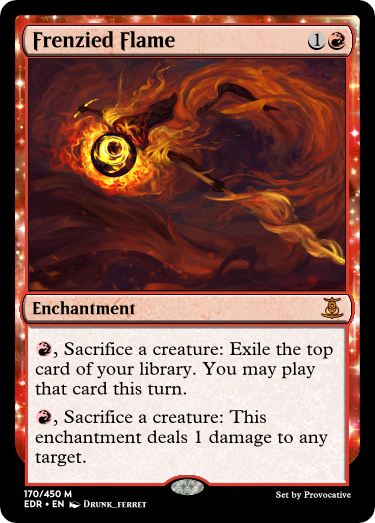 Frenzied Flame 1
Enchantment
, Sacrifice a creature: Exile the top
card of your library. You may play
that card this turn.
, Sacrifice a creature: This
enchantment deals 1 damage to any
target.
170/450 M
EDR • EN DRUNK_FERRET
Set by Provocative